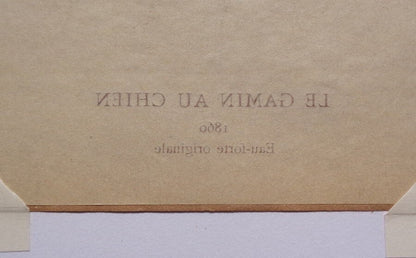 LE GAMIN AU CHIEN
1860
Eau-forte originale